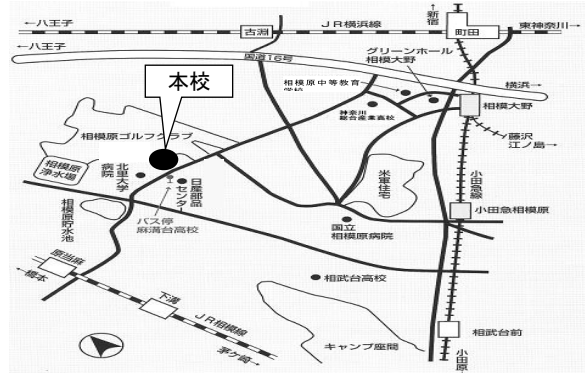 ←八王子
古淵
JR横浜線
↑新宿
町田
東神奈川→
←八王子
国道16号
グリーンホール
相模大野
横浜→
本校
相模原中等教育
学校
神奈川
総合産業高校
相模大野
相模原ゴルフクラブ
藤沢
江ノ島→
相模原
浄水場
北里大学
病院
日産部品
センター
米軍住宅
小田急線
小田急相模原
バス停
麻溝台高校
相模原貯水池
国立
相模原病院
原当麻
←橋本
相武台高校
下溝
JR相模線
茅ケ崎→
キャンプ座間
相武台前
小田原